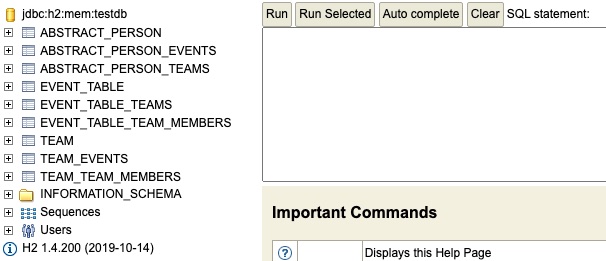 jdbc:h2:mem:testdb
ABSTRACT_PERSON
ABSTRACT_PERSON_EVENTS
ABSTRACT_PERSON_TEAMS
EVENT_TABLE
EVENT_TABLE_TEAMS
EVENT_TABLE_TEAM_MEMBERS
TEAM
TEAM_EVENTS
TEAM_TEAM_MEMBERS
INFORMATION_SCHEMA
Sequences
Users
H2 1.4.200 (2019-10-14)
Run Run Selected Auto complete Clear SQL statement:
Important Commands
? Displays this Help Page